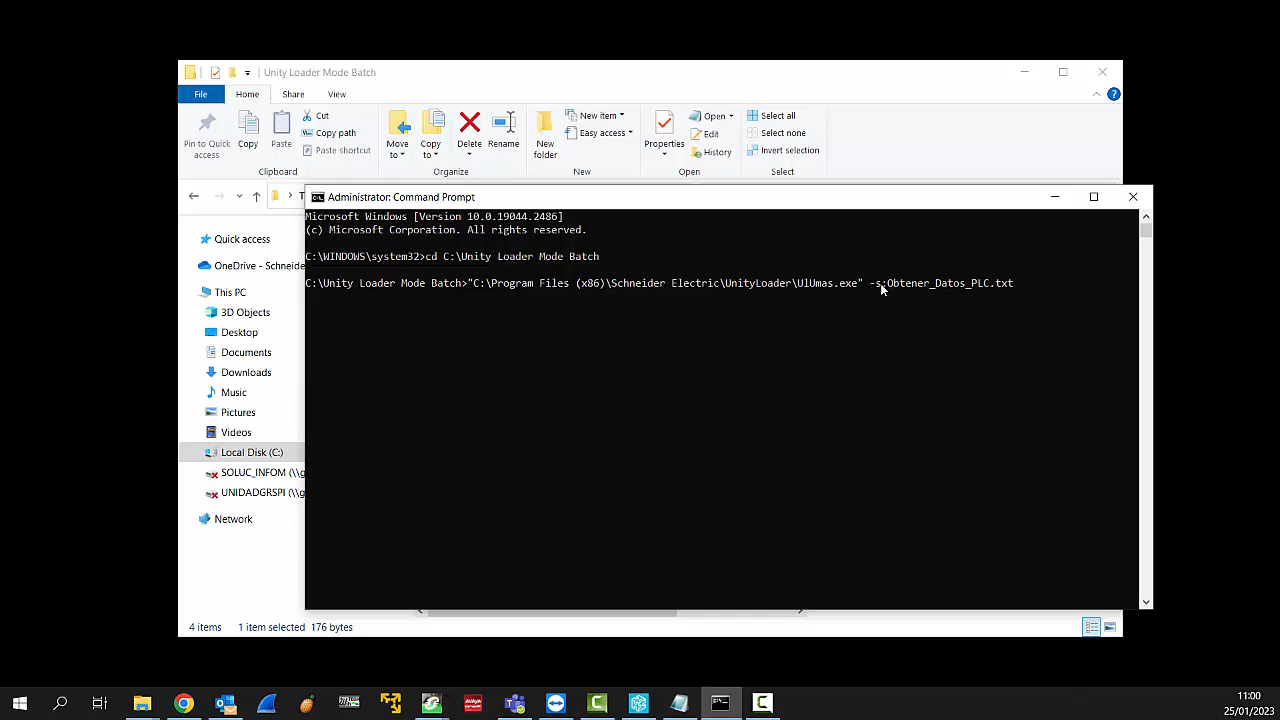 Unity Loader Mode Batch
File
Home
Share
View
Pin to Quick access
Copy
Paste
Cut
Copy path
Paste shortcut
Clipboard
Move to
Copy to
Delete
Rename
Organize
New folder
New item
Easy access
New
Properties
Open
Edit
History
Open
Select all
Select none
Invert selection
Select
T
Quick access
OneDrive - Schneide
This PC
3D Objects
Desktop
Documents
Downloads
Music
Pictures
Videos
Local Disk (C:)
SOLUC_INFOM (\\g
UNIDADGRSPI (\\g
Network
4 items 1 item selected 176 bytes
Administrator: Command Prompt
Microsoft Windows [Version 10.0.19044.2486]
(c) Microsoft Corporation. All rights reserved.
C:\WINDOWS\system32>cd C:\Unity Loader Mode Batch
C:\Unity Loader Mode Batch>"C:\Program Files (x86)\Schneider Electric\UnityLoader\UlUmas.exe" -s:Obtener_Datos_PLC.txt
11:00
25/01/2023